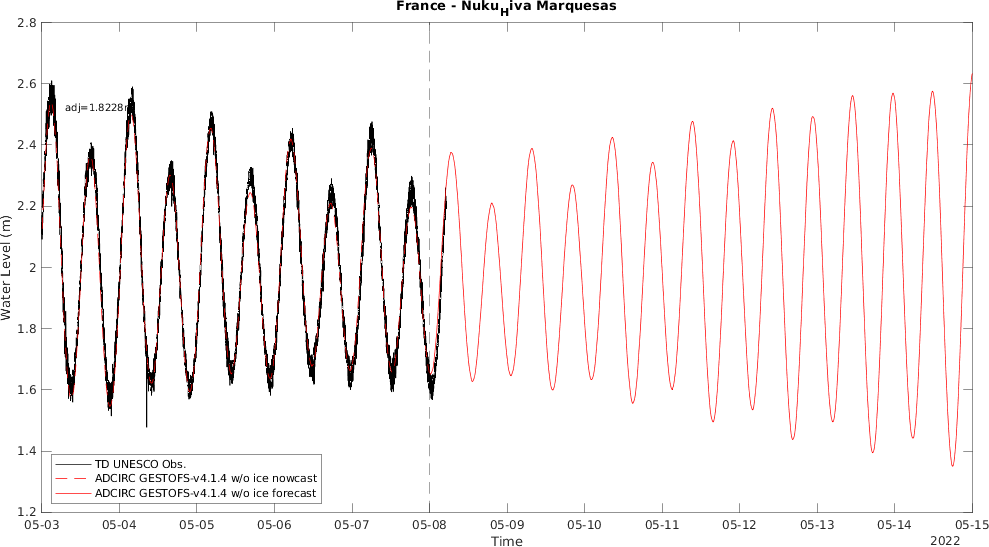 France - Nuku Hiva Marquesas
2.8
2.6
2.4
2.2
2
1.8
1.6
1.4
1.2
Water Level (m)
adj=1.8228m
TD UNESCO Obs.
ADCIRC GESTOFS-v4.1.4 w/o ice nowcast
ADCIRC GESTOFS-v4.1.4 w/o ice forecast
05-03 05-04 05-05 05-06 05-07 05-08 05-09 05-10 05-11 05-12 05-13 05-14 05-15
Time
2022